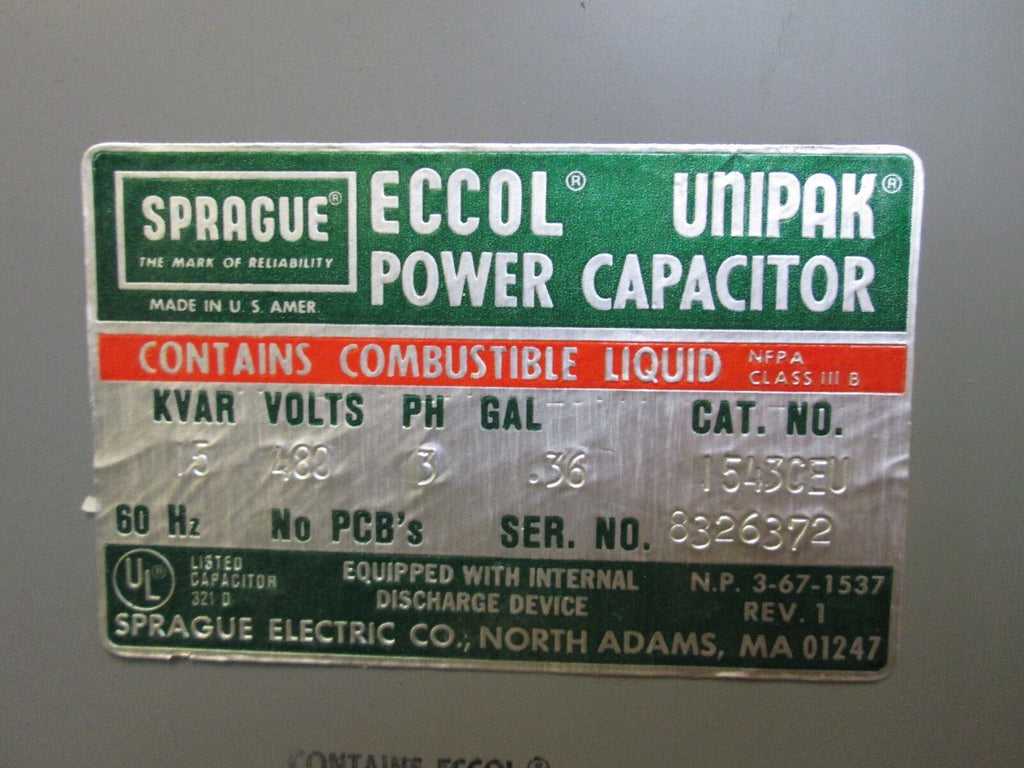 SPRAGUE®
THE MARK OF RELIABILITY
MADE IN U. S. AMER.
ECCOL® UNIPAK®
POWER CAPACITOR
CONTAINS COMBUSTIBLE LIQUID NFPA
CLASS III B
KVAR VOLTS PH GAL CAT. NO.
15 480 3 .36 1543CEU
60 Hz No PCB's SER. NO. 8326372
UL®
LISTED
CAPACITOR
321 D
EQUIPPED WITH INTERNAL
DISCHARGE DEVICE
N.P. 3-67-1537
REV. 1
SPRAGUE ELECTRIC CO., NORTH ADAMS, MA 01247
CONTAINS ECCOL®